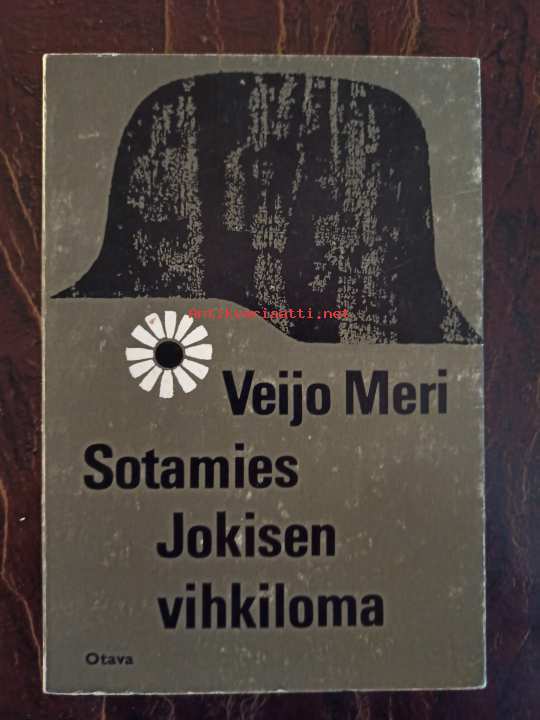 Antikvariaatti.net
Veijo Meri
Sotamies
Jokisen
vihkiloma
Otava